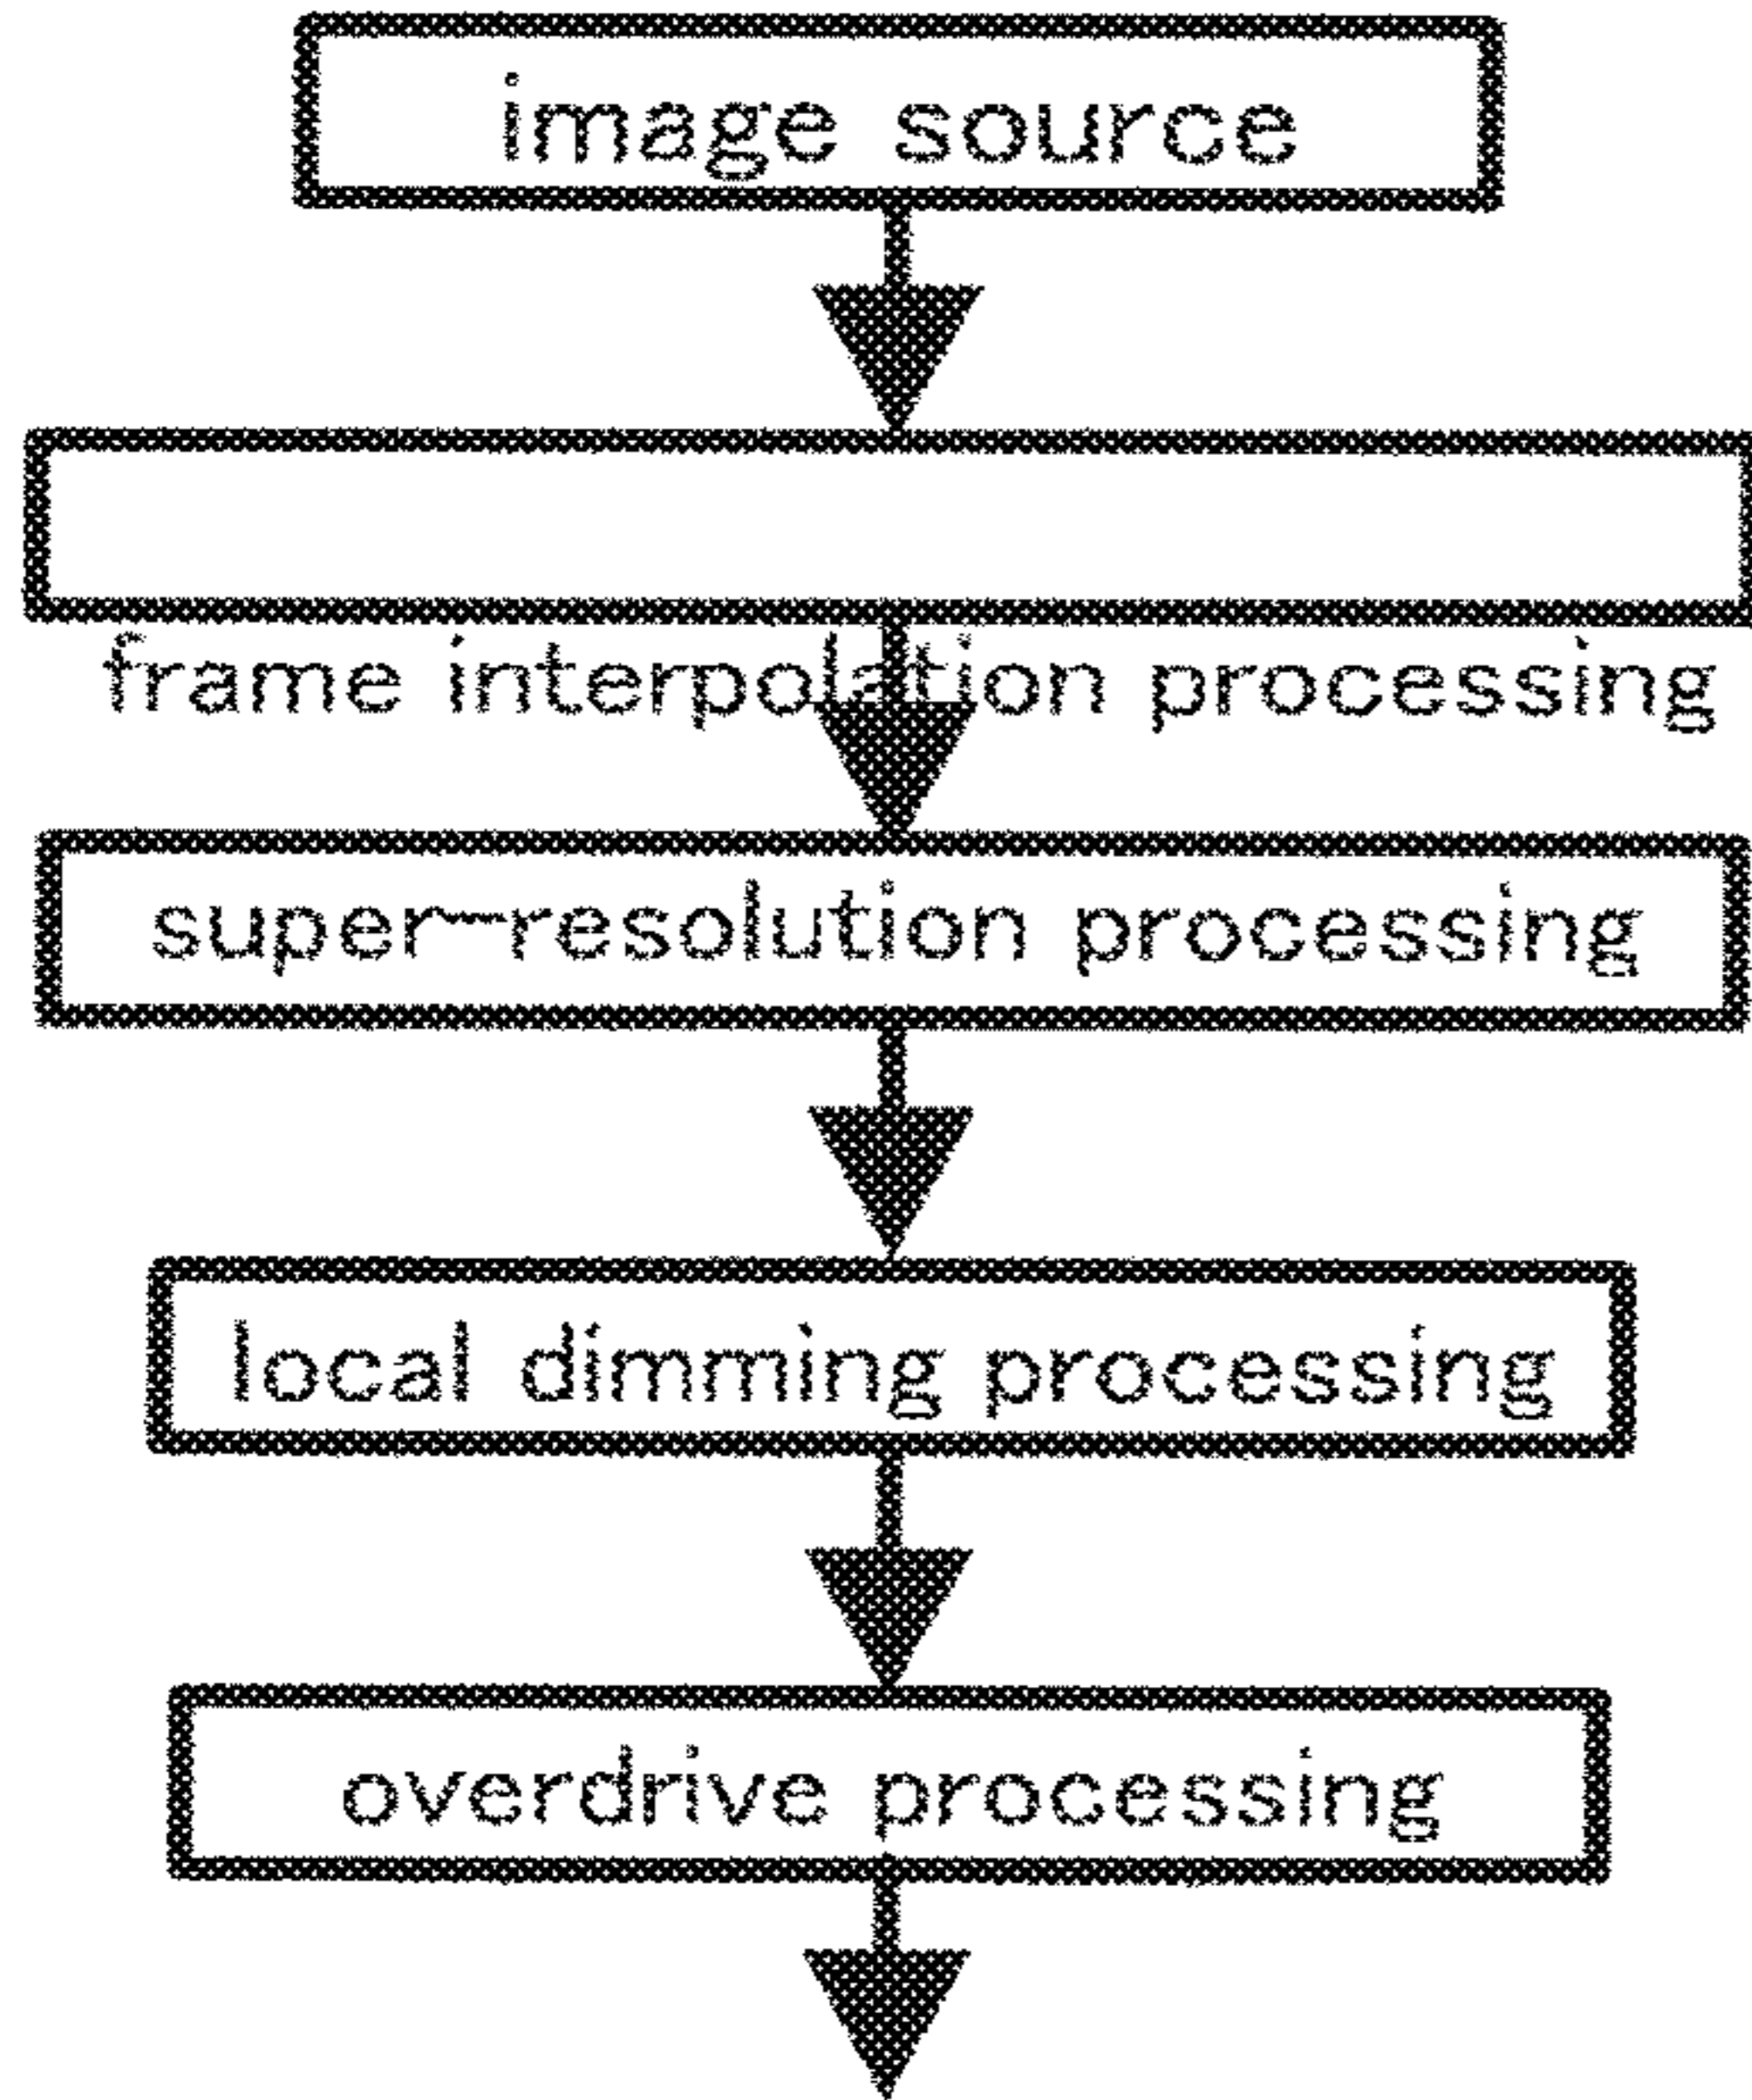 image source
frame interpolation processing
super-resolution processing
local dimming processing
overdrive processing